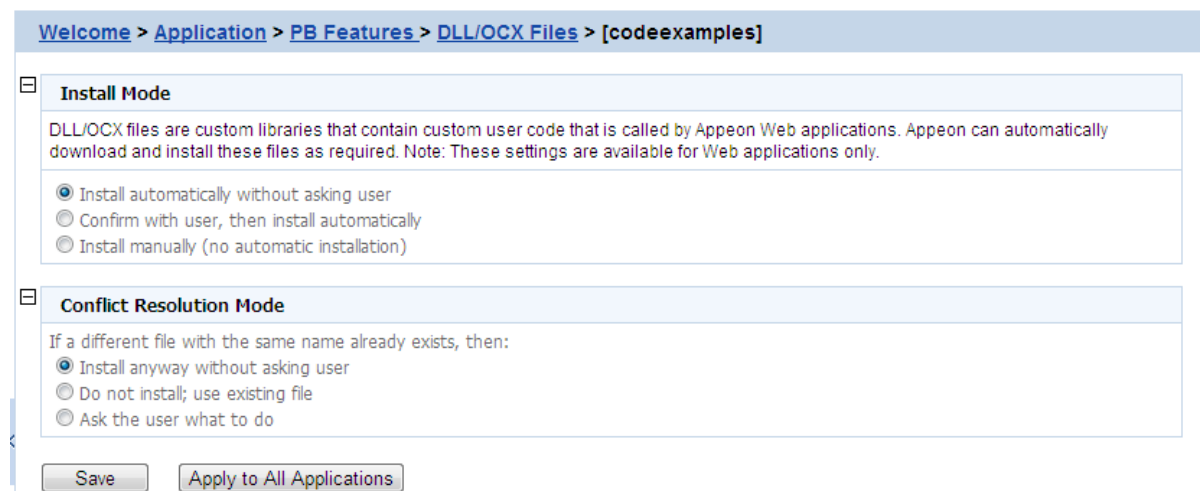 Welcome > Application > PB Features > DLL/OCX Files > [codeexamples]
Install Mode
DLL/OCX files are custom libraries that contain custom user code that is called by Appeon Web applications. Appeon can automatically
download and install these files as required. Note: These settings are available for Web applications only.
Install automatically without asking user
Confirm with user, then install automatically
Install manually (no automatic installation)
Conflict Resolution Mode
If a different file with the same name already exists, then:
Install anyway without asking user
Do not install; use existing file
Ask the user what to do
Save Apply to All Applications